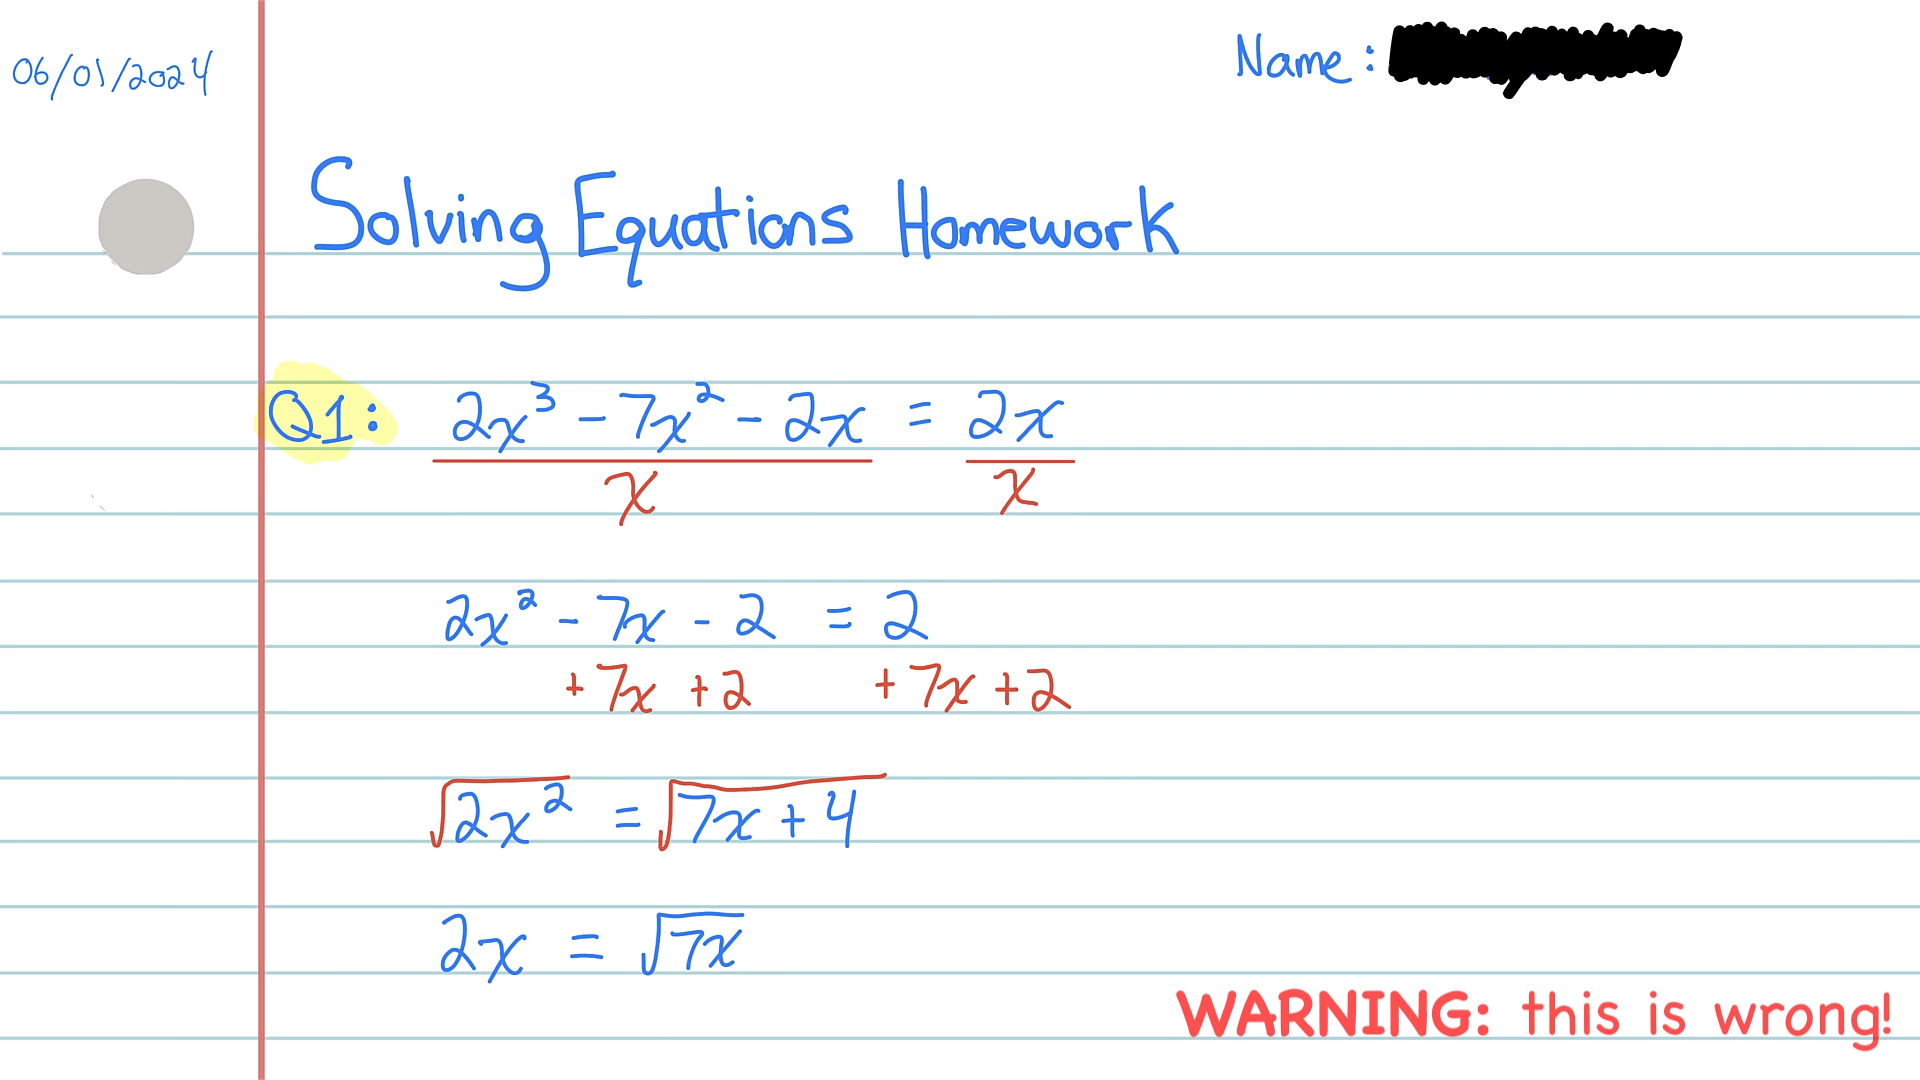 06/01/2024
Name:
Solving Equations Homework
Q1: 2x³ - 7x² - 2x = 2x
x x
2x² - 7x - 2 = 2
+7x +2 +7x +2
√2x² = √7x + 4
2x = √7x
WARNING: this is wrong!